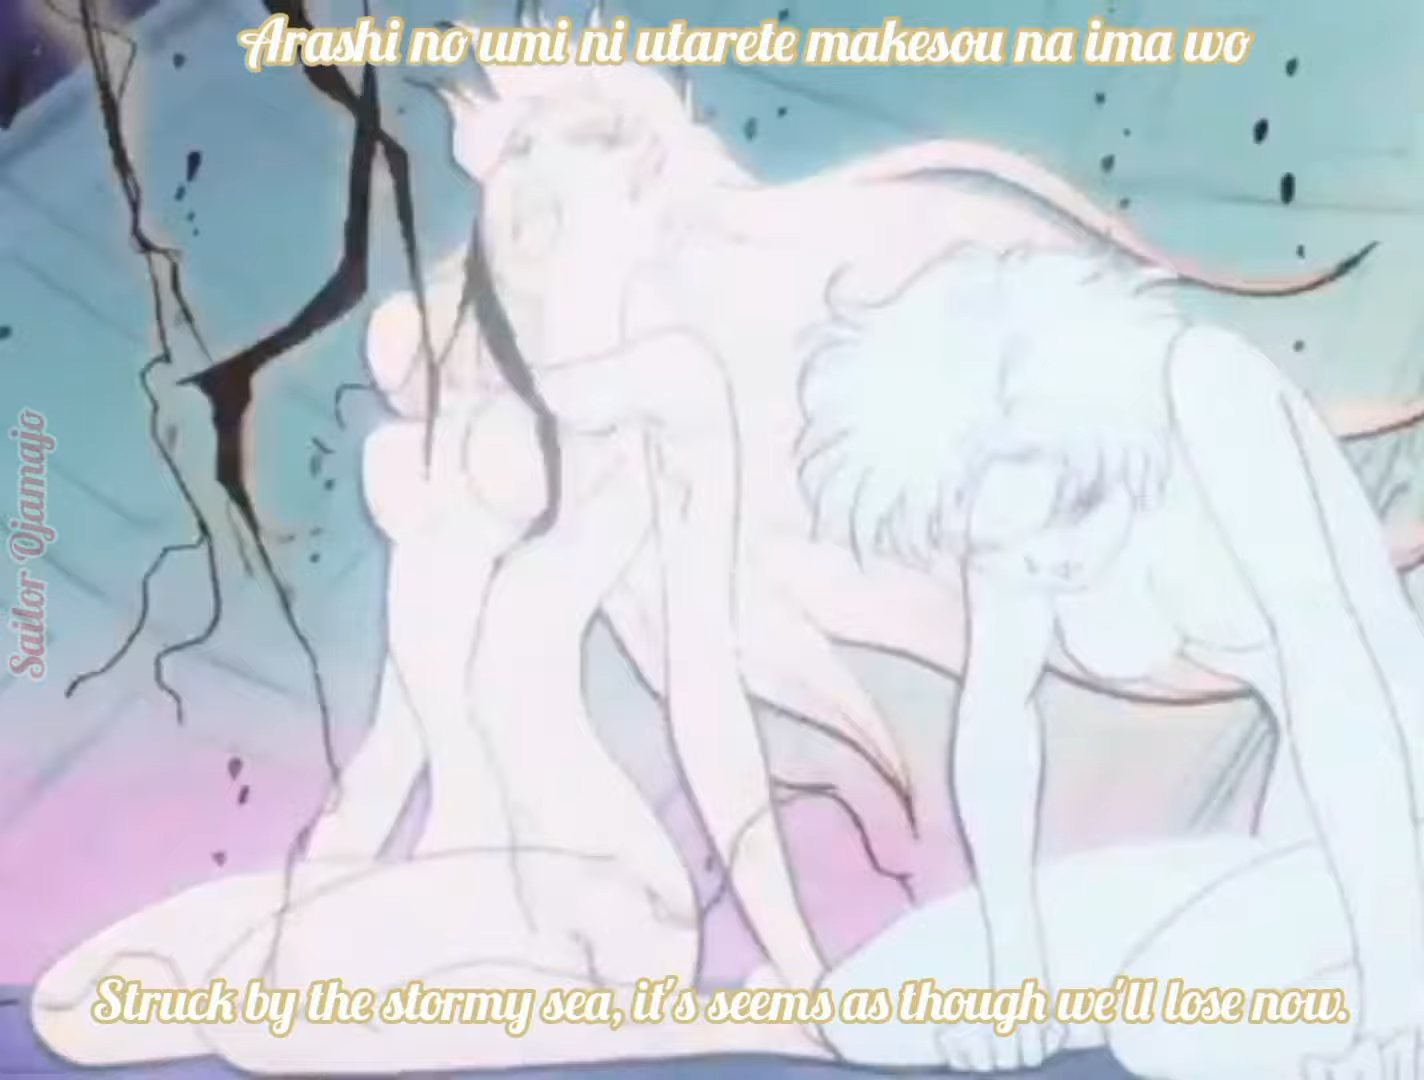 Arashi no umi ni utarete makesou na ima wo
Sailor Ojamajo
Struck by the stormy sea, it's seems as though we'll lose now.